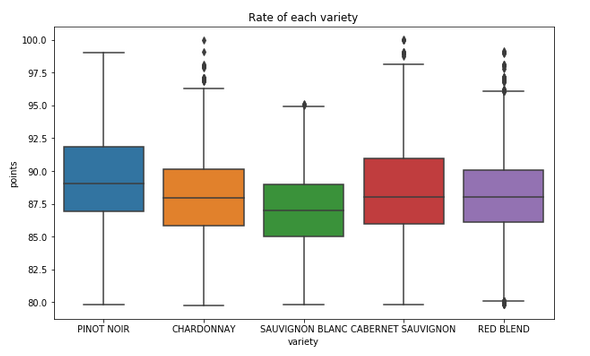 Rate of each variety
100.0
97.5
95.0
92.5
90.0
87.5
85.0
82.5
80.0
points
PINOT NOIR CHARDONNAY SAUVIGNON BLANC CABERNET SAUVIGNON RED BLEND
variety